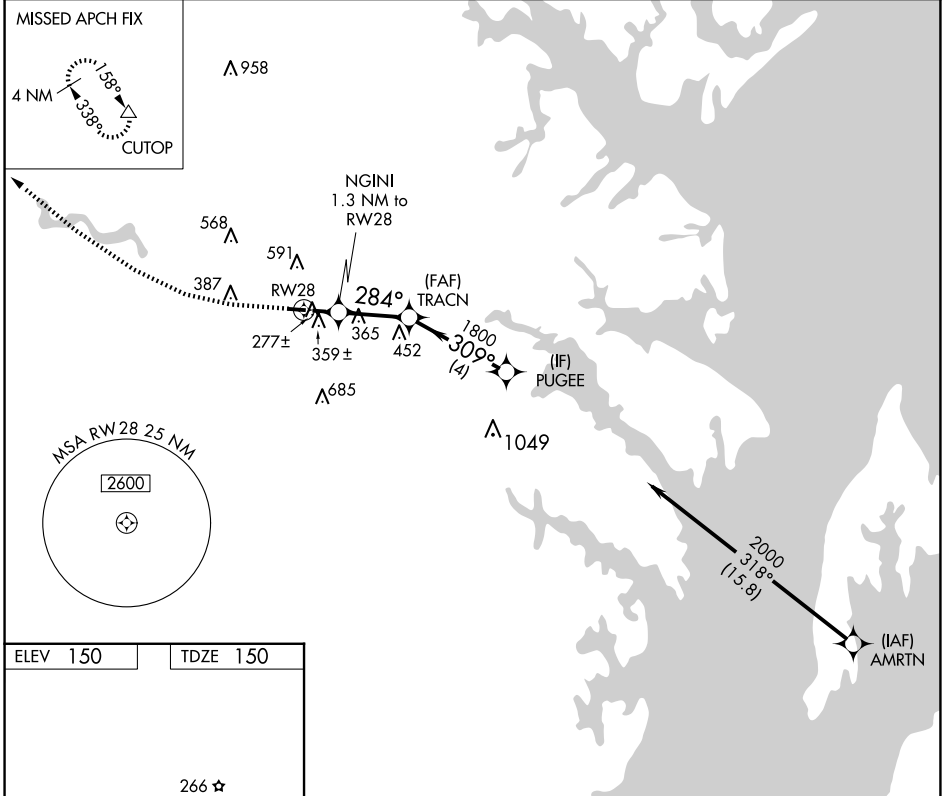 MISSED APCH FIX
4 NM
158°
338°
CUTOP
958
NGINI
1.3 NM to
RW28
568
591
387
RW28
284°
(FAF)
TRACN
277±
359±
365
452
1800
309°
(4)
(IF)
PUGEE
685
1049
MSA RW 28 25 NM
2600
2000
318°
(15.8)
(IAF)
AMRTN
ELEV 150
TDZE 150
266